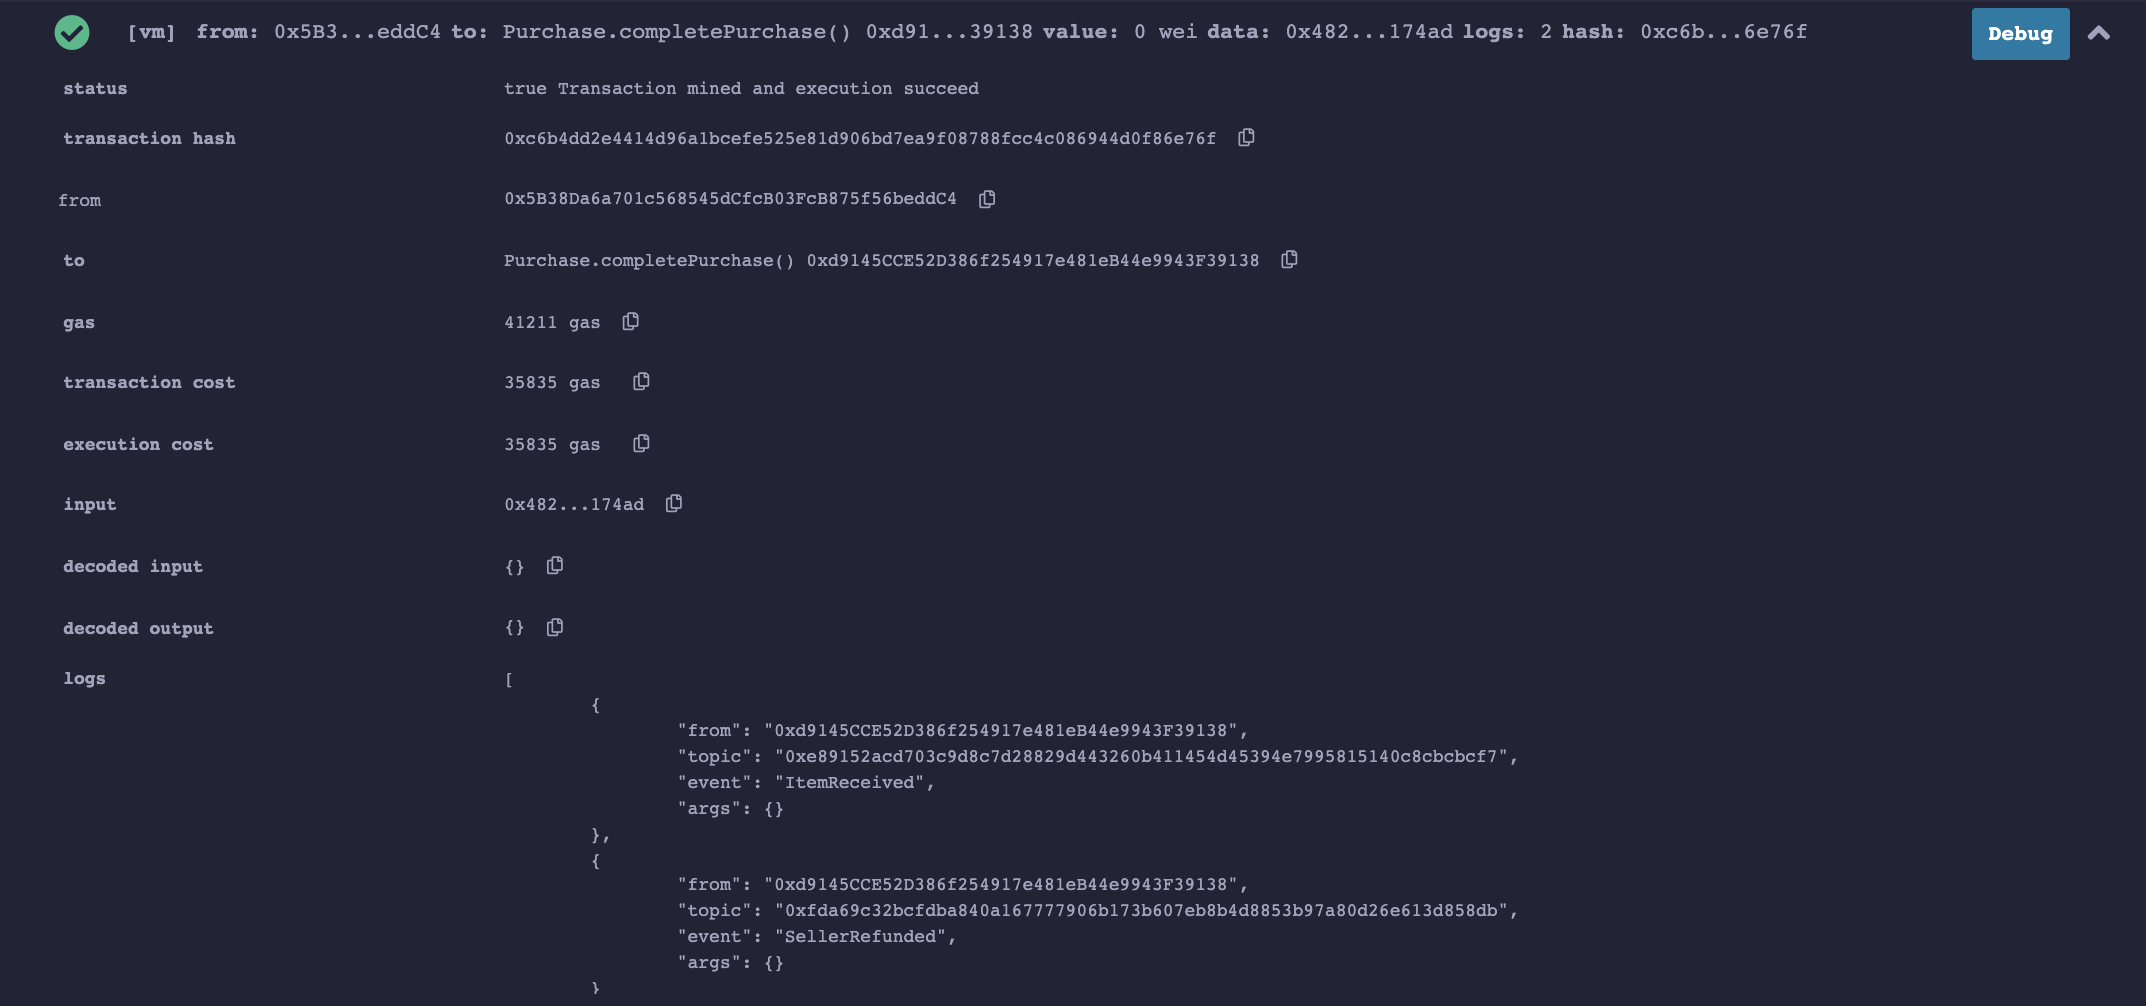 [vm] from: 0x5B3...eddC4 to: Purchase.completePurchase() 0xd91...39138 value: 0 wei data: 0x482...174ad logs: 2 hash: 0xc6b...6e76f Debug
status true Transaction mined and execution succeed
transaction hash 0xc6b4dd2e4414d96a1bcefe525e81d906bd7ea9f08788fcc4c086944d0f86e76f
from 0x5B38Da6a701c568545dCfcB03FcB875f56beddC4
to Purchase.completePurchase() 0xd9145CCE52D386f254917e481eB44e9943F39138
gas 41211 gas
transaction cost 35835 gas
execution cost 35835 gas
input 0x482...174ad
decoded input {}
decoded output {}
logs [
{
"from": "0xd9145CCE52D386f254917e481eB44e9943F39138",
"topic": "0xe89152acd703c9d8c7d28829d443260b411454d45394e7995815140c8cbcbcf7",
"event": "ItemReceived",
"args": {}
},
{
"from": "0xd9145CCE52D386f254917e481eB44e9943F39138",
"topic": "0xfda69c32bcfdba840a167777906b173b607eb8b4d8853b97a80d26e613d858db",
"event": "SellerRefunded",
"args": {}
}